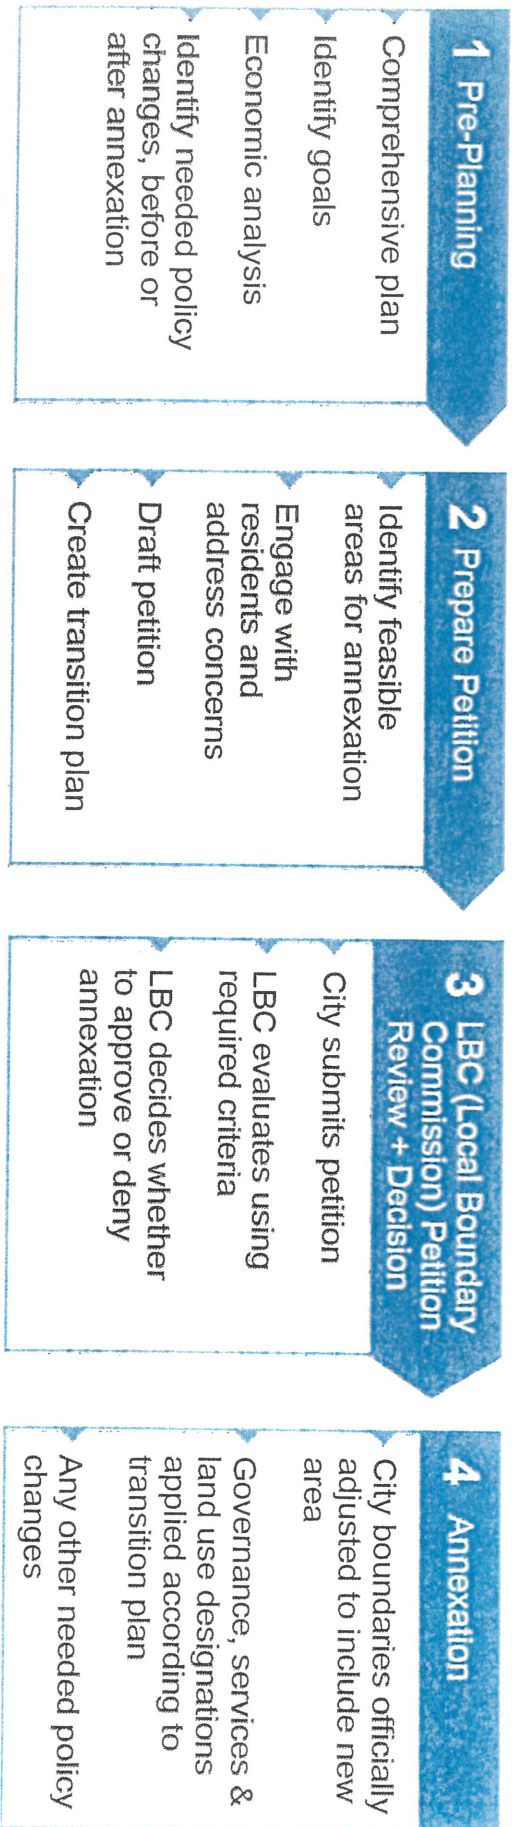 1 Pre-Planning
Comprehensive plan
Identify goals
Economic analysis
Identify needed policy
changes, before or
after annexation
2 Prepare Petition
Identify feasible
areas for annexation
Engage with
residents and
address concerns
Draft petition
Create transition plan
3 LBC (Local Boundary
Commission) Petition
Review + Decision
City submits petition
LBC evaluates using
required criteria
LBC decides whether
to approve or deny
annexation
4 Annexation
City boundaries officially
adjusted to include new
area
Governance, services &
land use designations
applied according to
transition plan
Any other needed policy
changes